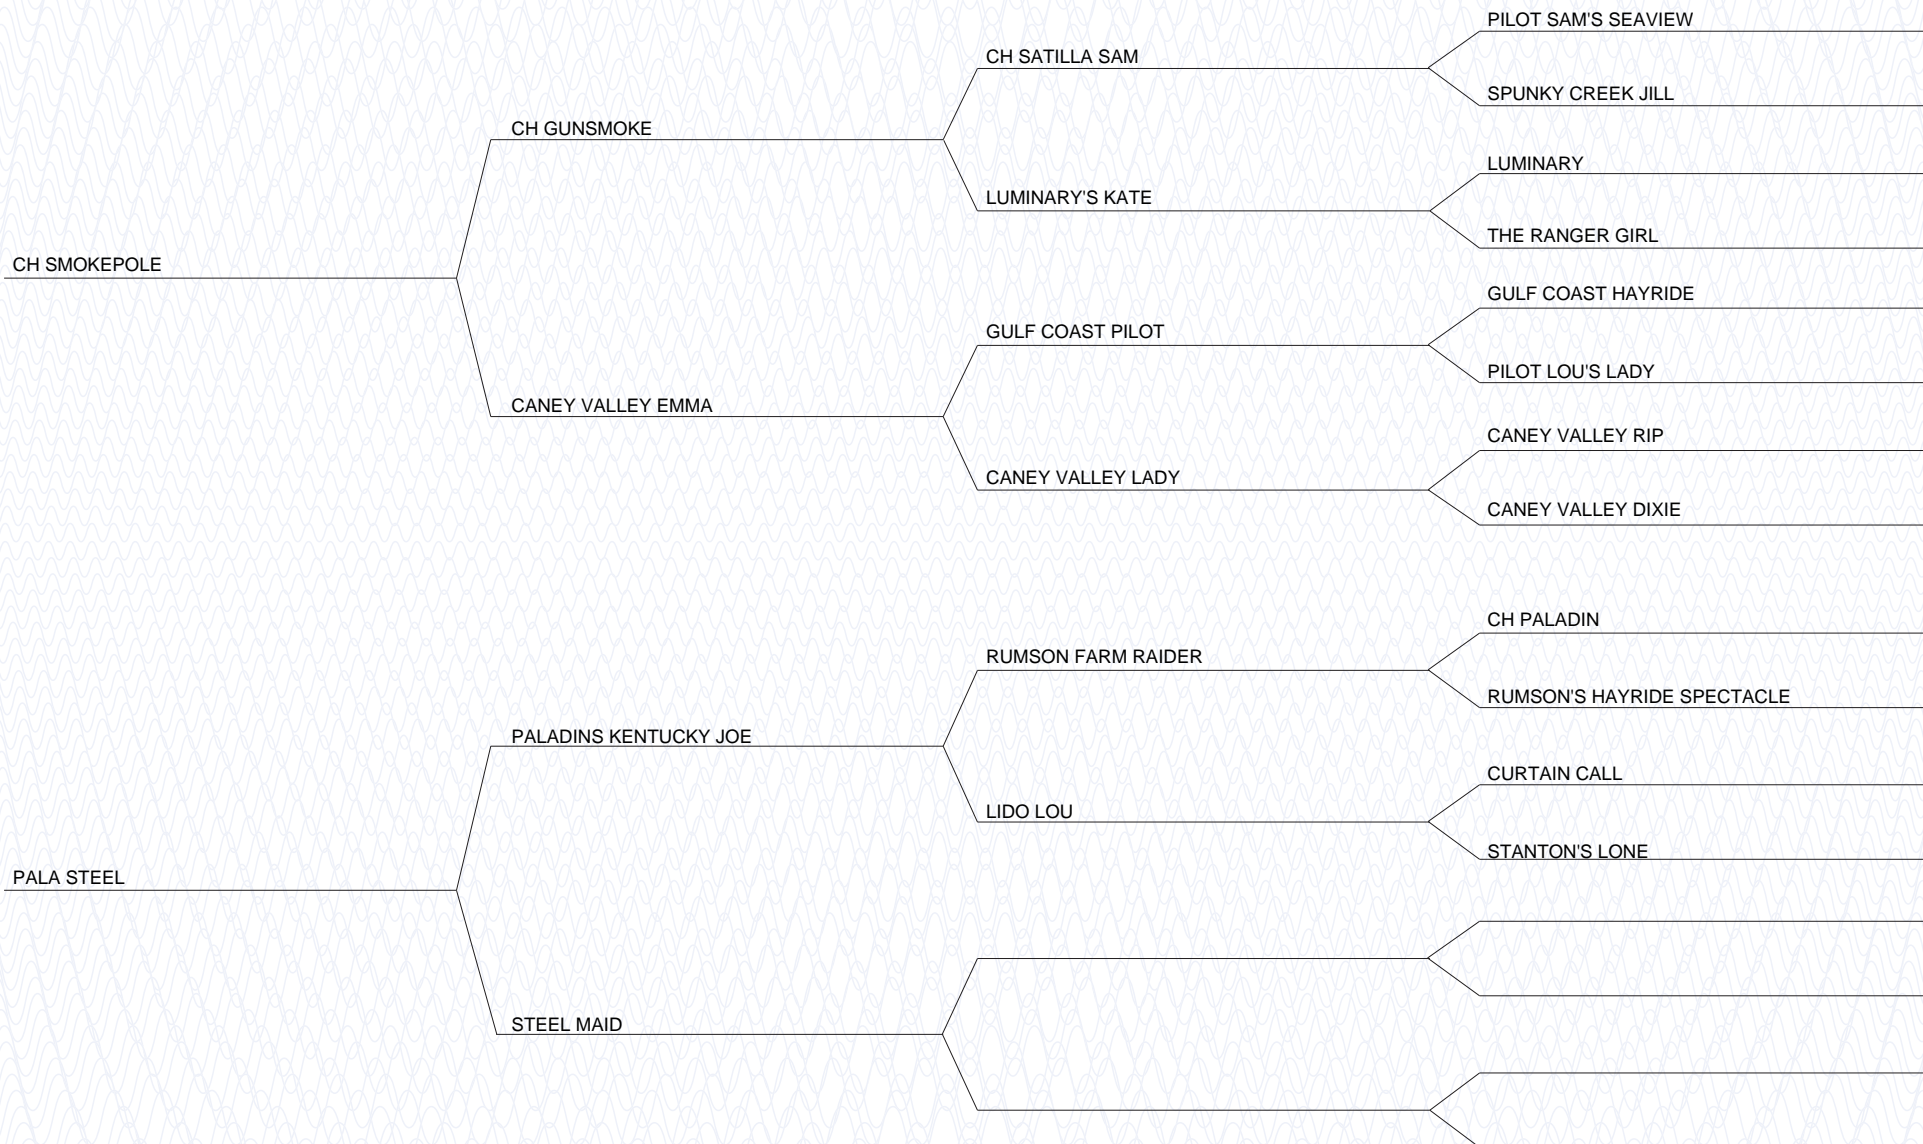 PILOT SAM'S SEAVIEW
CH SATILLA SAM
SPUNKY CREEK JILL
CH GUNSMOKE
LUMINARY
LUMINARY'S KATE
THE RANGER GIRL
CH SMOKEPOLE
GULF COAST HAYRIDE
GULF COAST PILOT
PILOT LOU'S LADY
CANEY VALLEY EMMA
CANEY VALLEY RIP
CANEY VALLEY LADY
CANEY VALLEY DIXIE
CH PALADIN
RUMSON FARM RAIDER
RUMSON'S HAYRIDE SPECTACLE
PALADINS KENTUCKY JOE
CURTAIN CALL
LIDO LOU
STANTON'S LONE
PALA STEEL
STEEL MAID